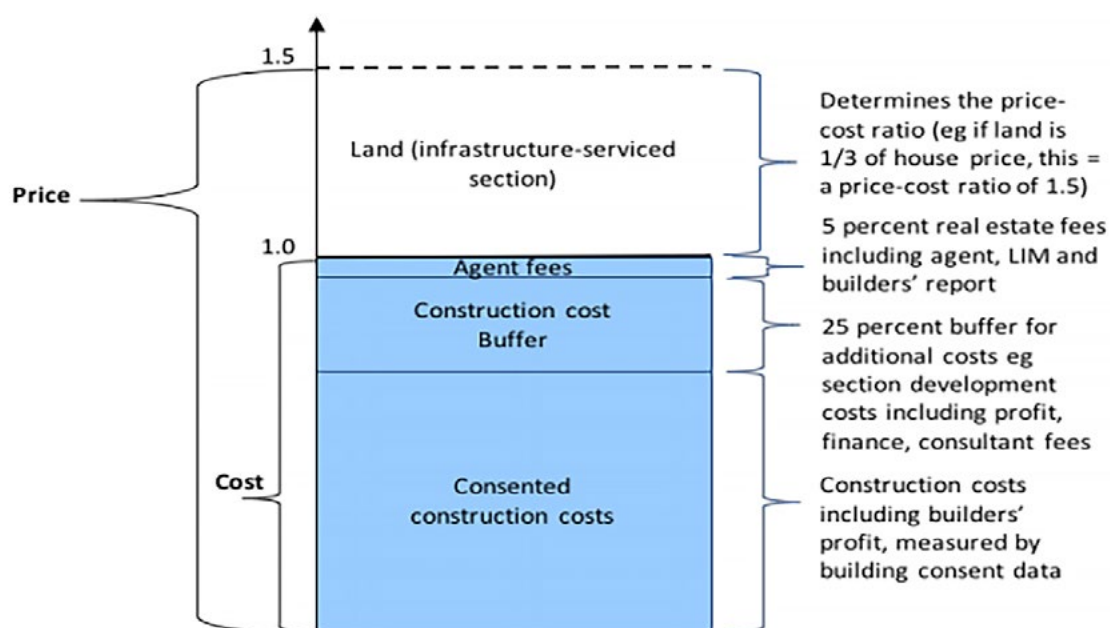 1.5
Land (infrastructure-serviced
section)
Price
1.0
Agent fees
Construction cost
Buffer
Cost
Consented
construction costs
Determines the price-
cost ratio (eg if land is
1/3 of house price, this =
a price-cost ratio of 1.5)
5 percent real estate fees
including agent, LIM and
builders' report
25 percent buffer for
additional costs eg
section development
costs including profit,
finance, consultant fees
Construction costs
including builders'
profit, measured by
building consent data